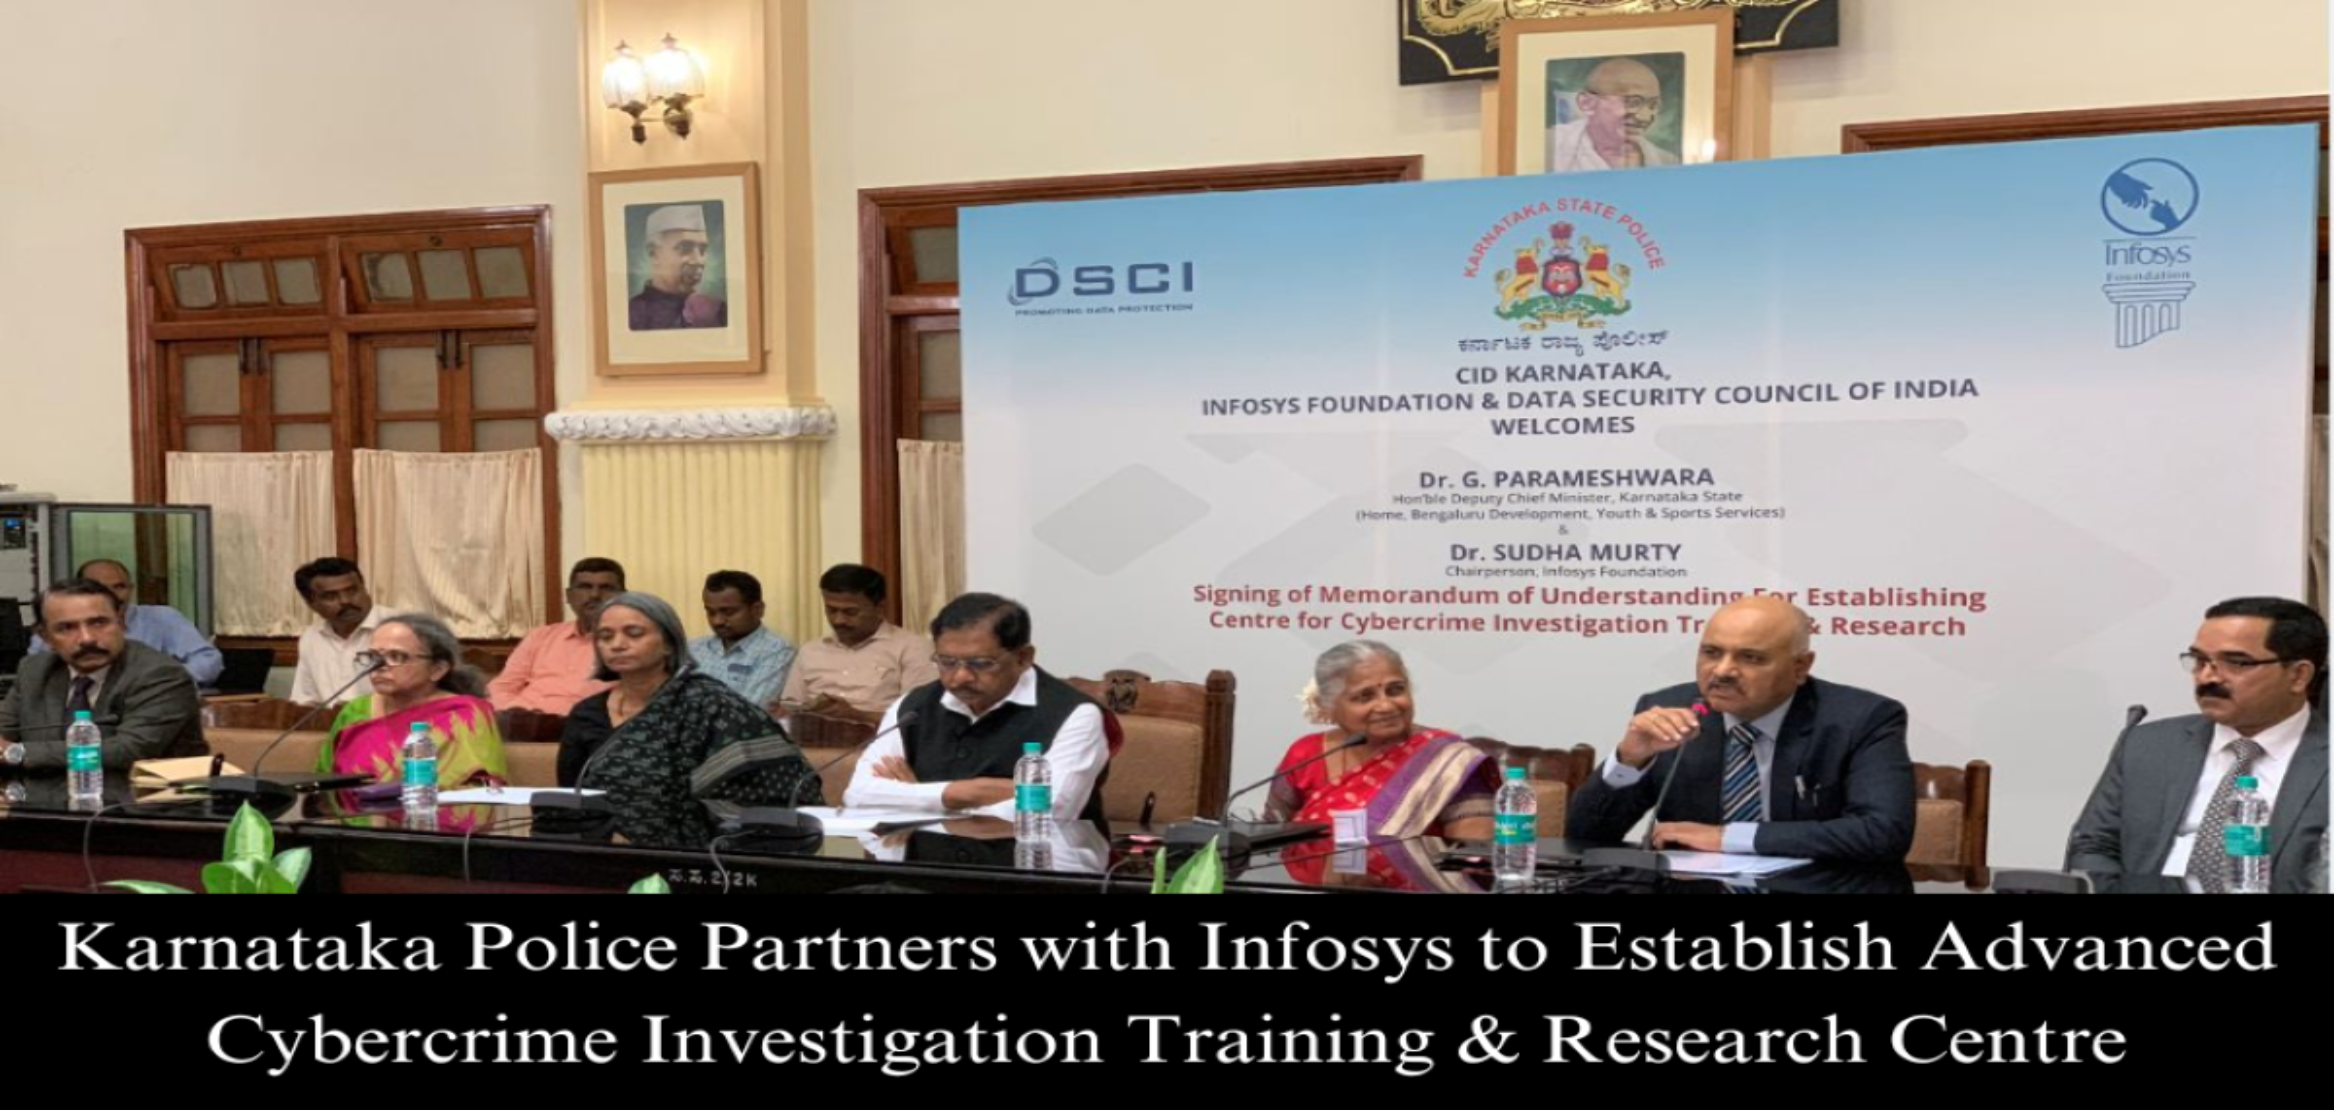 DSCI
PROMOTING DATA PROTECTION
KARNATAKA STATE POLICE
ಕರ್ನಾಟಕ ರಾಜ್ಯ ಪೊಲೀಸ್
Infosys
Foundation
CID KARNATAKA,
INFOSYS FOUNDATION & DATA SECURITY COUNCIL OF INDIA
WELCOMES
Dr. G. PARAMESHWARA
Hon'ble Deputy Chief Minister, Karnataka State
(Home, Bengaluru Development, Youth & Sports Services)
&
Dr. SUDHA MURTY
Chairperson, Infosys Foundation
Signing of Memorandum of Understanding For Establishing
Centre for Cybercrime Investigation & Research
Karnataka Police Partners with Infosys to Establish Advanced
Cybercrime Investigation Training & Research Centre